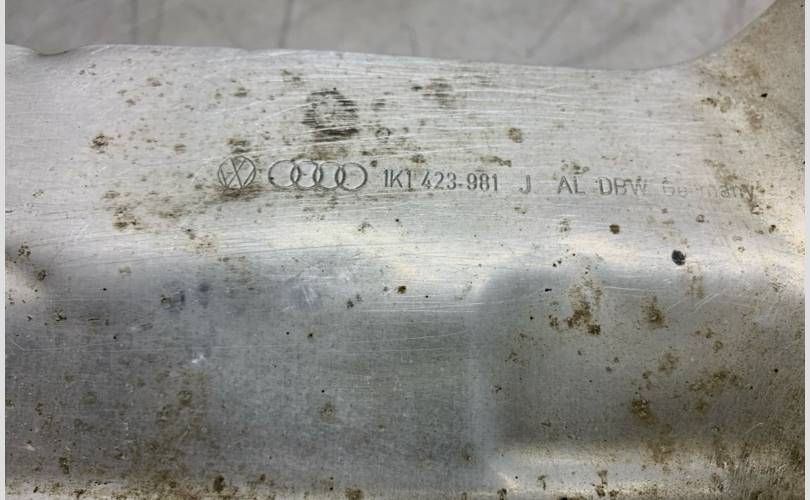 1K1 423-981 J AL DBW Germany